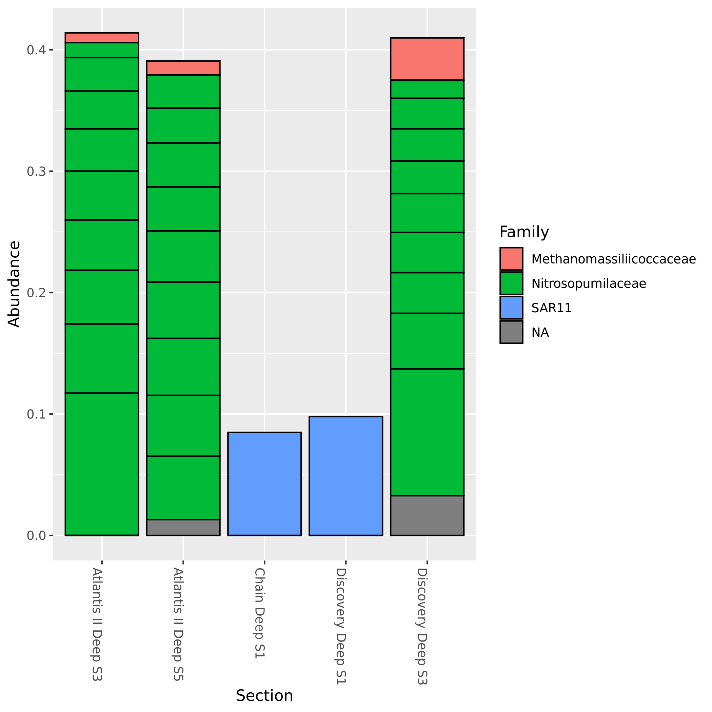 0.4
0.3
0.2
0.1
0.0
Abundance
Atlantis II Deep S3
Atlantis II Deep S5
Chain Deep S1
Discovery Deep S1
Discovery Deep S3
Section
Family
Methanomassiliicoccaceae
Nitrosopumilaceae
SAR11
NA